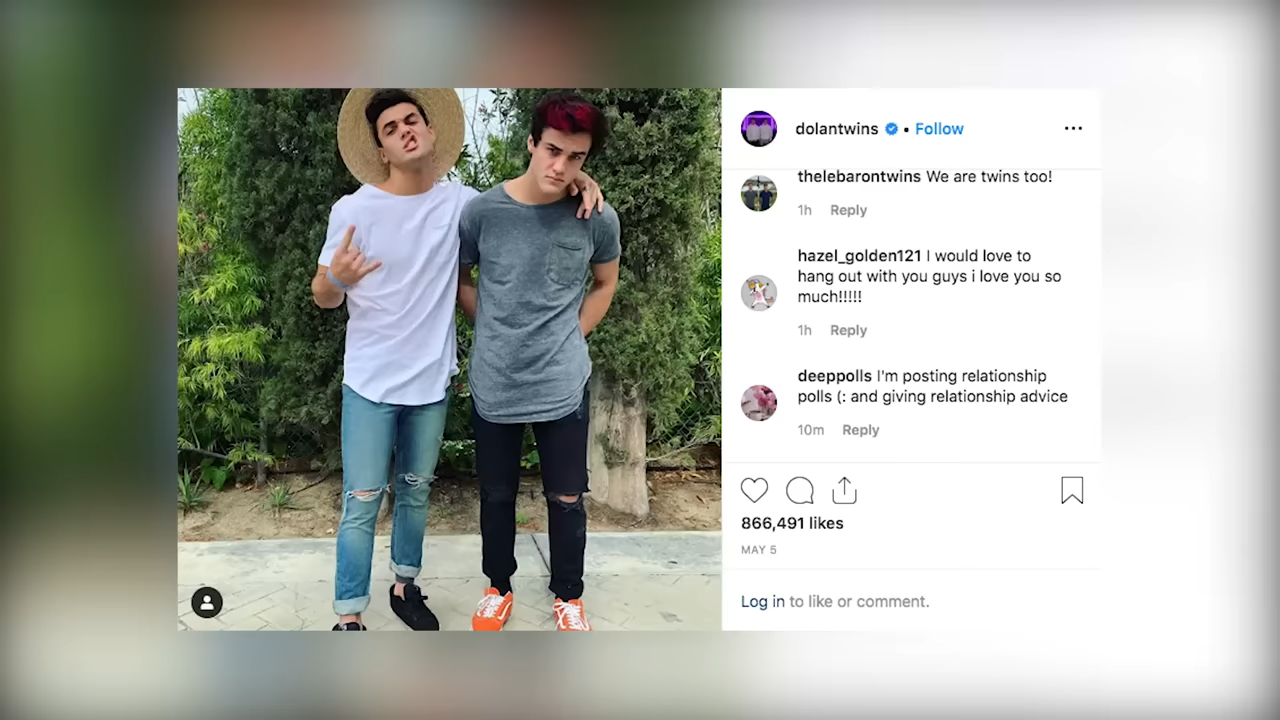 dolantwins • Follow
thelebarontwins We are twins too!
1h Reply
hazel_golden121 I would love to
hang out with you guys i love you so
much!!!!!
1h Reply
deeppolls I'm posting relationship
polls (: and giving relationship advice
10m Reply
866,491 likes
MAY 5
Log in to like or comment.